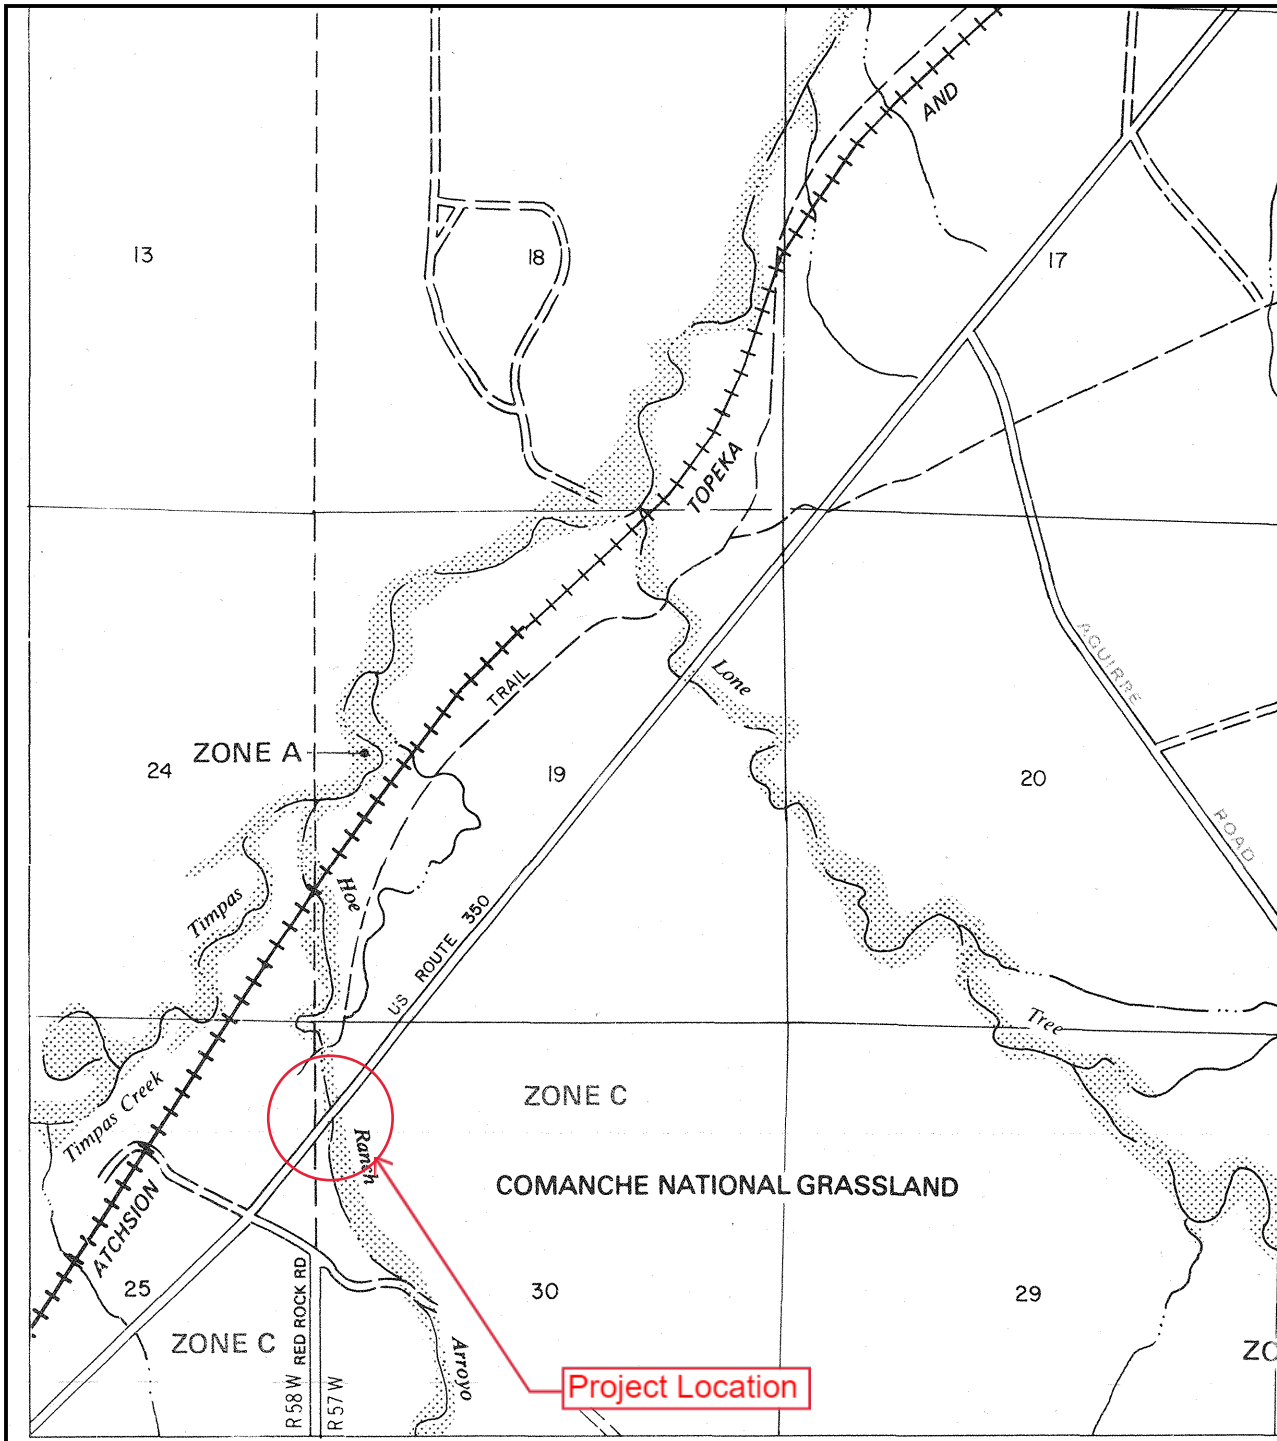 AND
13
18
17
TOPEKA
TRAIL
Lone
AGUIRRE
ZONE A
24
19
20
ROAD
Timpas
Hoe
US ROUTE 350
Tree
Timpas Creek
ZONE C
Ranch
COMANCHE NATIONAL GRASSLAND
ATCHSION
25
RED ROCK RD
30
29
ZONE C
Arroyo
ZO
Project Location
R 58 W
R 57 W